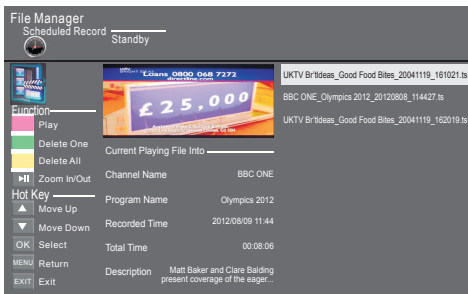 File Manager
Scheduled Record
Standby
UKTV Br'tIdeas_Good Food Bites_20041119_161021.ts
BBC ONE_Olympics 2012_20120808_114427.ts
UKTV Br'tIdeas_Good Food Bites_20041119_162019.ts
Loans 0800 068 7272
directline.com
£25,000
Function
Play
Delete One
Delete All
Zoom In/Out
Hot Key
Move Up
Move Down
OK Select
MENU Return
EXIT Exit
Current Playing File Into
Channel Name BBC ONE
Program Name Olympics 2012
Recorded Time 2012/08/09 11:44
Total Time 00:08:06
Description Matt Baker and Clare Balding
present coverage of the eager...